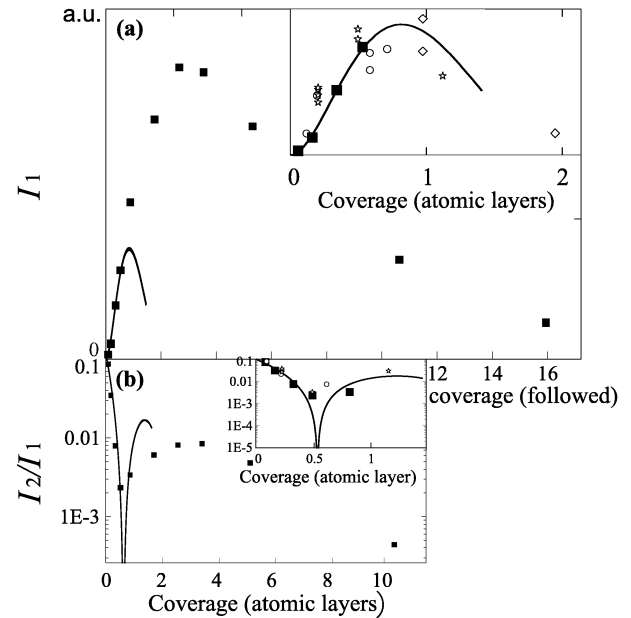 a.u.
(a)
I1
0 1 2
Coverage (atomic layers)
0
12 14 16
coverage (followed)
(b)
I2/I1
0.1
0.01
1E-3
0.1
0.01
1E-3
1E-4
1E-5
0 0.5 1
Coverage (atomic layer)
0 2 4 6 8 10
Coverage (atomic layers)